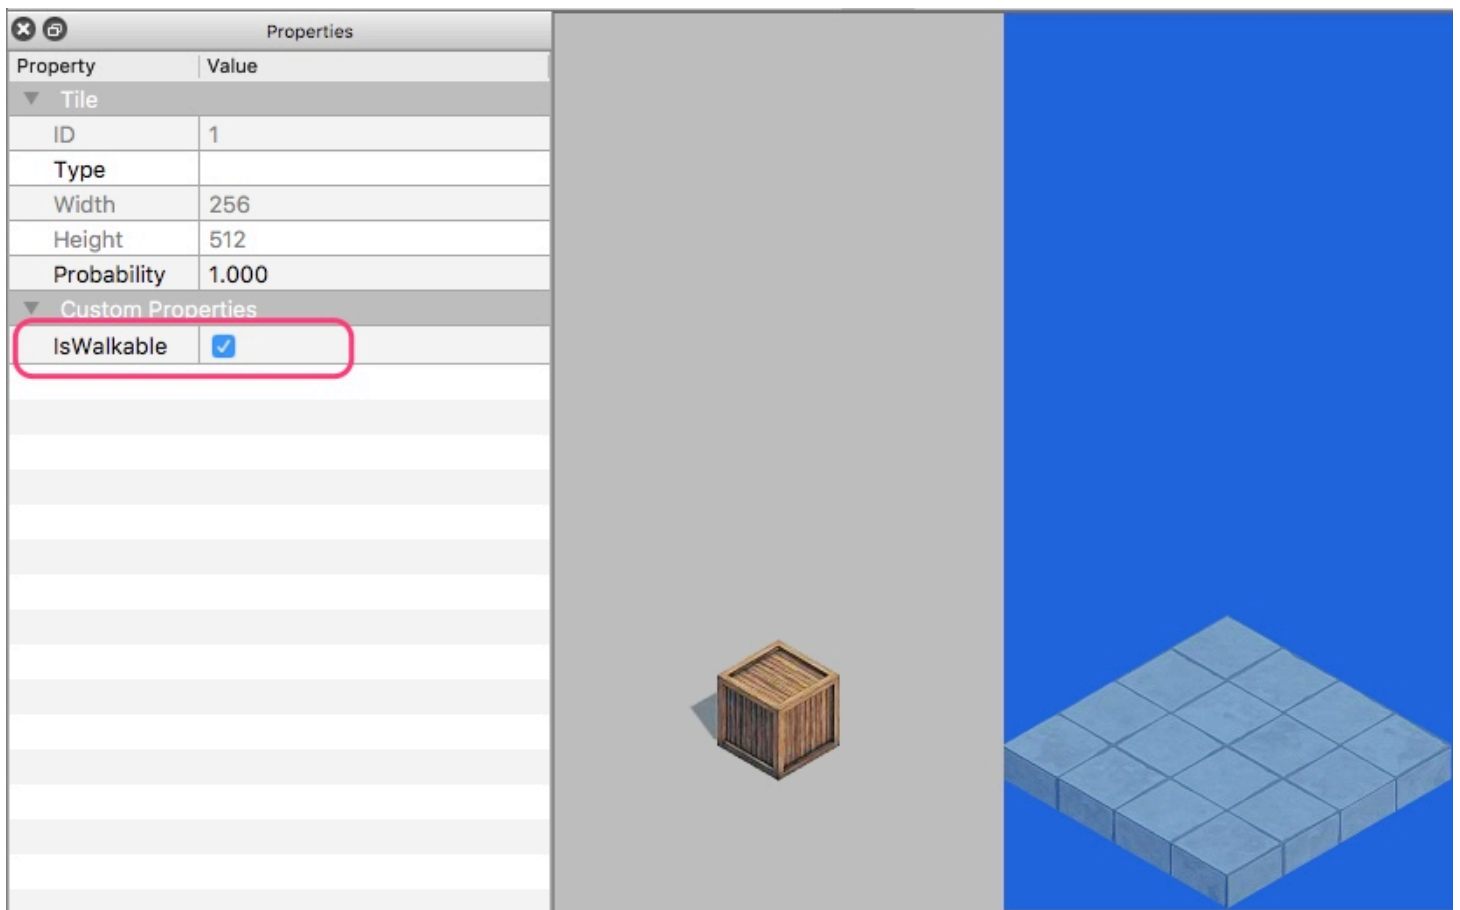 Properties
Property Value
Tile
ID 1
Type
Width 256
Height 512
Probability 1.000
Custom Properties
IsWalkable